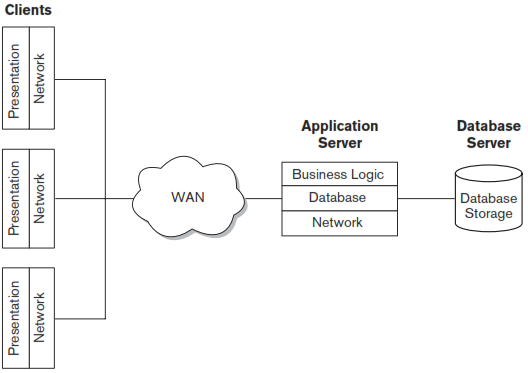 Clients
Presentation
Network
Presentation
Network
Presentation
Network
WAN
Application
Server
Business Logic
Database
Network
Database
Server
Database
Storage